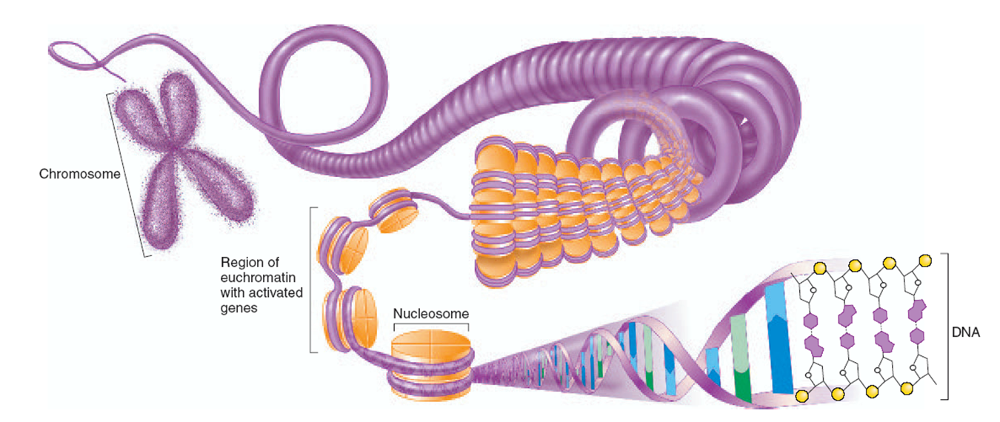 Chromosome
Region of
euchromatin
with activated
genes
Nucleosome
DNA